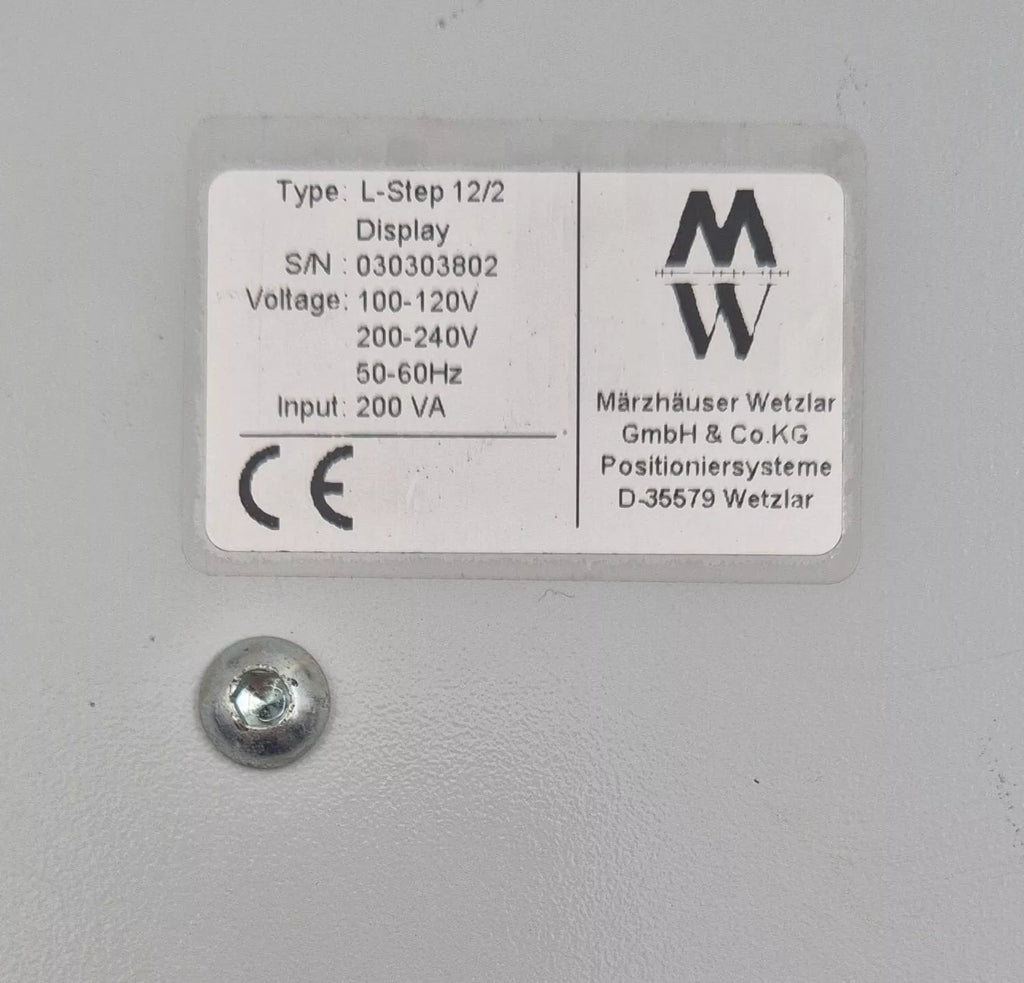 Type: L-Step 12/2
Display
S/N : 030303802
Voltage: 100-120V
200-240V
50-60Hz
Input: 200 VA
CE
MW
Märzhäuser Wetzlar
GmbH & Co.KG
Positioniersysteme
D-35579 Wetzlar